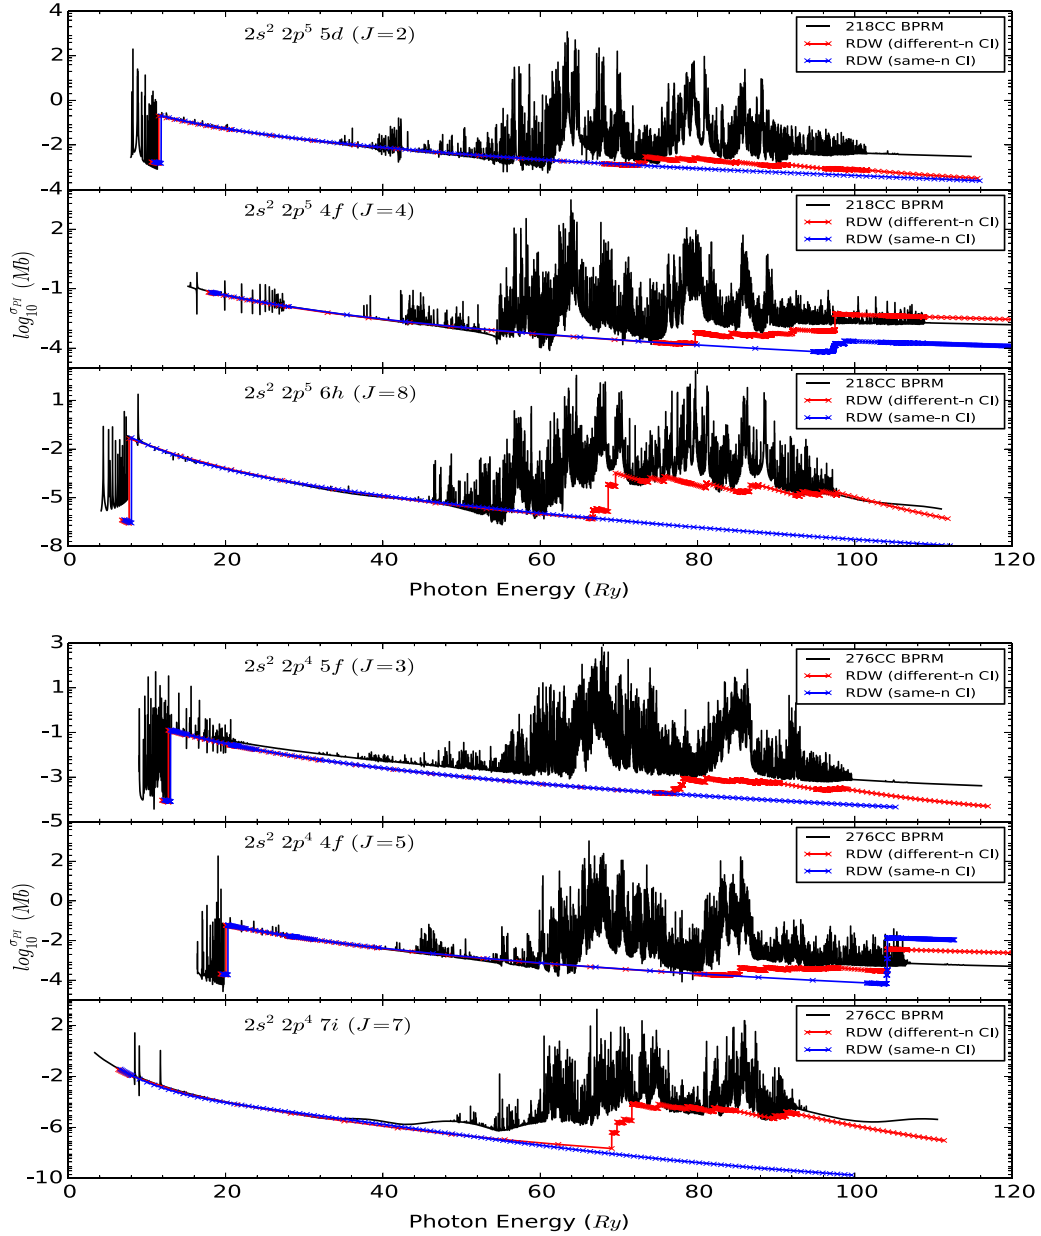 4
2s² 2p⁵ 5d (J=2)
218CC BPRM
RDW (different-n CI)
RDW (same-n CI)
2
0
-2
-4
2s² 2p⁵ 4f (J=4)
218CC BPRM
RDW (different-n CI)
RDW (same-n CI)
2
-1
-4
log₁₀^σPI (Mb)
2s² 2p⁵ 6h (J=8)
218CC BPRM
RDW (different-n CI)
RDW (same-n CI)
1
-2
-5
-8
0 20 40 60 80 100 120
Photon Energy (Ry)
3
2s² 2p⁴ 5f (J=3)
276CC BPRM
RDW (different-n CI)
RDW (same-n CI)
1
-1
-3
-5
2s² 2p⁴ 4f (J=5)
276CC BPRM
RDW (different-n CI)
RDW (same-n CI)
2
0
-2
-4
log₁₀^σPI (Mb)
2s² 2p⁴ 7i (J=7)
276CC BPRM
RDW (different-n CI)
RDW (same-n CI)
2
-2
-6
-10
0 20 40 60 80 100 120
Photon Energy (Ry)